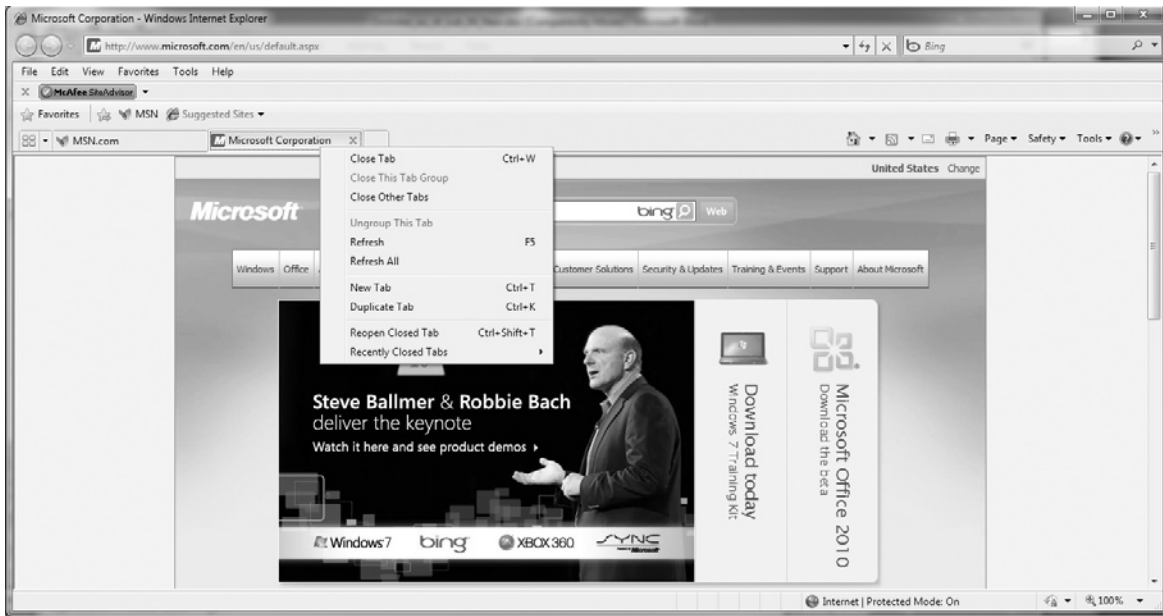 Microsoft Corporation - Windows Internet Explorer
http://www.microsoft.com/en/us/default.aspx
Bing
File Edit View Favorites Tools Help
X McAfee SiteAdvisor
Favorites MSN Suggested Sites
MSN.com
Microsoft Corporation
Page Safety Tools
Close Tab Ctrl+W
Close This Tab Group
Close Other Tabs
Ungroup This Tab
Refresh F5
Refresh All
New Tab Ctrl+T
Duplicate Tab Ctrl+K
Reopen Closed Tab Ctrl+Shift+T
Recently Closed Tabs
United States Change
Microsoft
bing Web
Windows Office Customer Solutions Security & Updates Training & Events Support About Microsoft
Steve Ballmer & Robbie Bach
deliver the keynote
Watch it here and see product demos
Windows 7 bing XBOX 360 SYNC
Microsoft
Download today
Windows 7 Training Kit
Microsoft Office 2010
Download the beta
Internet | Protected Mode: On
100%